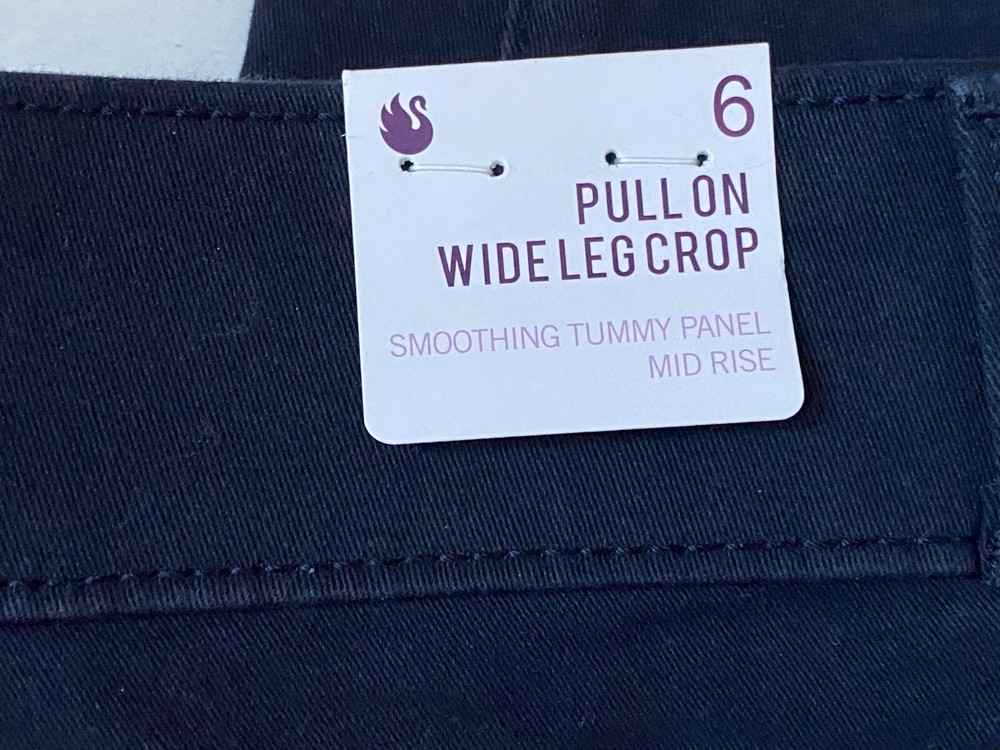 6
PULL ON
WIDE LEG CROP
SMOOTHING TUMMY PANEL
MID RISE